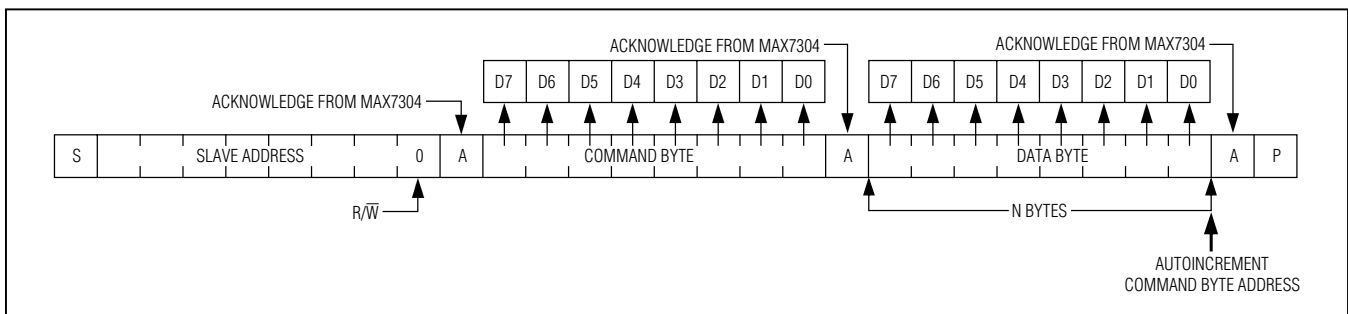 ACKNOWLEDGE FROM MAX7304 ACKNOWLEDGE FROM MAX7304
D7 D6 D5 D4 D3 D2 D1 D0 D7 D6 D5 D4 D3 D2 D1 D0
ACKNOWLEDGE FROM MAX7304
S SLAVE ADDRESS 0 A COMMAND BYTE A DATA BYTE A P
R/W̅ N BYTES
AUTOINCREMENT
COMMAND BYTE ADDRESS